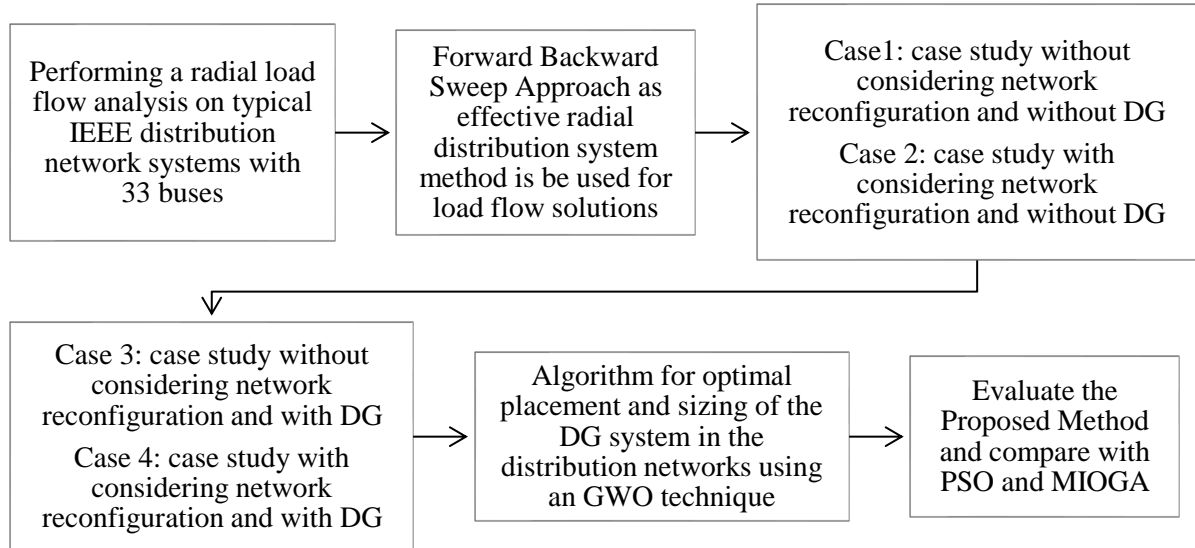 Performing a radial load
flow analysis on typical
IEEE distribution
network systems with
33 buses
Forward Backward
Sweep Approach as
effective radial
distribution system
method is be used for
load flow solutions
Case1: case study without
considering network
reconfiguration and without DG
Case 2: case study with
considering network
reconfiguration and without DG
Case 3: case study without
considering network
reconfiguration and with DG
Case 4: case study with
considering network
reconfiguration and with DG
Algorithm for optimal
placement and sizing of the
DG system in the
distribution networks using
an GWO technique
Evaluate the
Proposed Method
and compare with
PSO and MIOGA